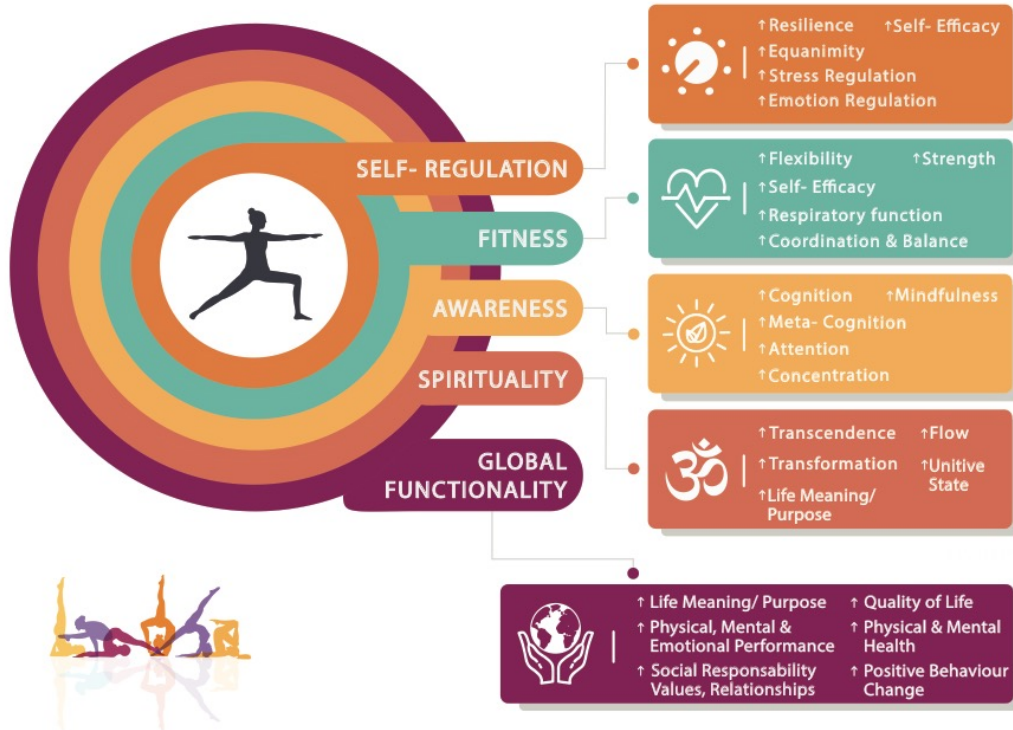 SELF- REGULATION
FITNESS
AWARENESS
SPIRITUALITY
GLOBAL
FUNCTIONALITY
↑Resilience ↑Self- Efficacy
↑Equanimity
↑Stress Regulation
↑Emotion Regulation
↑Flexibility ↑Strength
↑Self- Efficacy
↑Respiratory function
↑Coordination & Balance
↑Cognition ↑Mindfulness
↑Meta- Cognition
↑Attention
↑Concentration
ॐ
↑Transcendence ↑Flow
↑Transformation ↑Unitive
State
↑Life Meaning/
Purpose
↑ Life Meaning/ Purpose
↑ Physical, Mental &
Emotional Performance
↑ Social Responsability
Values, Relationships
↑ Quality of Life
↑ Physical & Mental
Health
↑ Positive Behaviour
Change